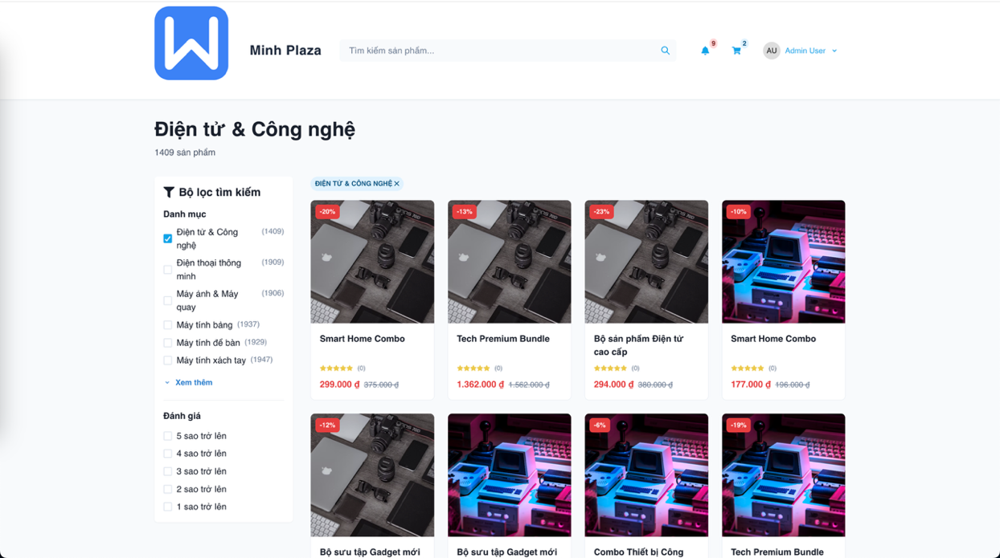 Minh Plaza
Tìm kiếm sản phẩm...
9
2
AU
Admin User
Điện tử & Công nghệ
1409 sản phẩm
Bộ lọc tìm kiếm
Danh mục
Điện tử & Công
nghệ
(1409)
Điện thoại thông
minh
(1909)
Máy ảnh & Máy
quay
(1906)
Máy tính bảng (1937)
Máy tính để bàn (1929)
Máy tính xách tay (1947)
Xem thêm
Đánh giá
5 sao trở lên
4 sao trở lên
3 sao trở lên
2 sao trở lên
1 sao trở lên
ĐIỆN TỬ & CÔNG NGHỆ ✕
-20%
Smart Home Combo
(0)
299.000 ₫ 375.000 ₫
-13%
Tech Premium Bundle
(0)
1.362.000 ₫ 1.562.000 ₫
-23%
Bộ sản phẩm Điện tử
cao cấp
(0)
294.000 ₫ 380.000 ₫
-10%
Smart Home Combo
(0)
177.000 ₫ 196.000 ₫
-12%
Bộ sưu tập Gadget mới
Bộ sưu tập Gadget mới
-6%
Combo Thiết bị Công
-19%
Tech Premium Bundle